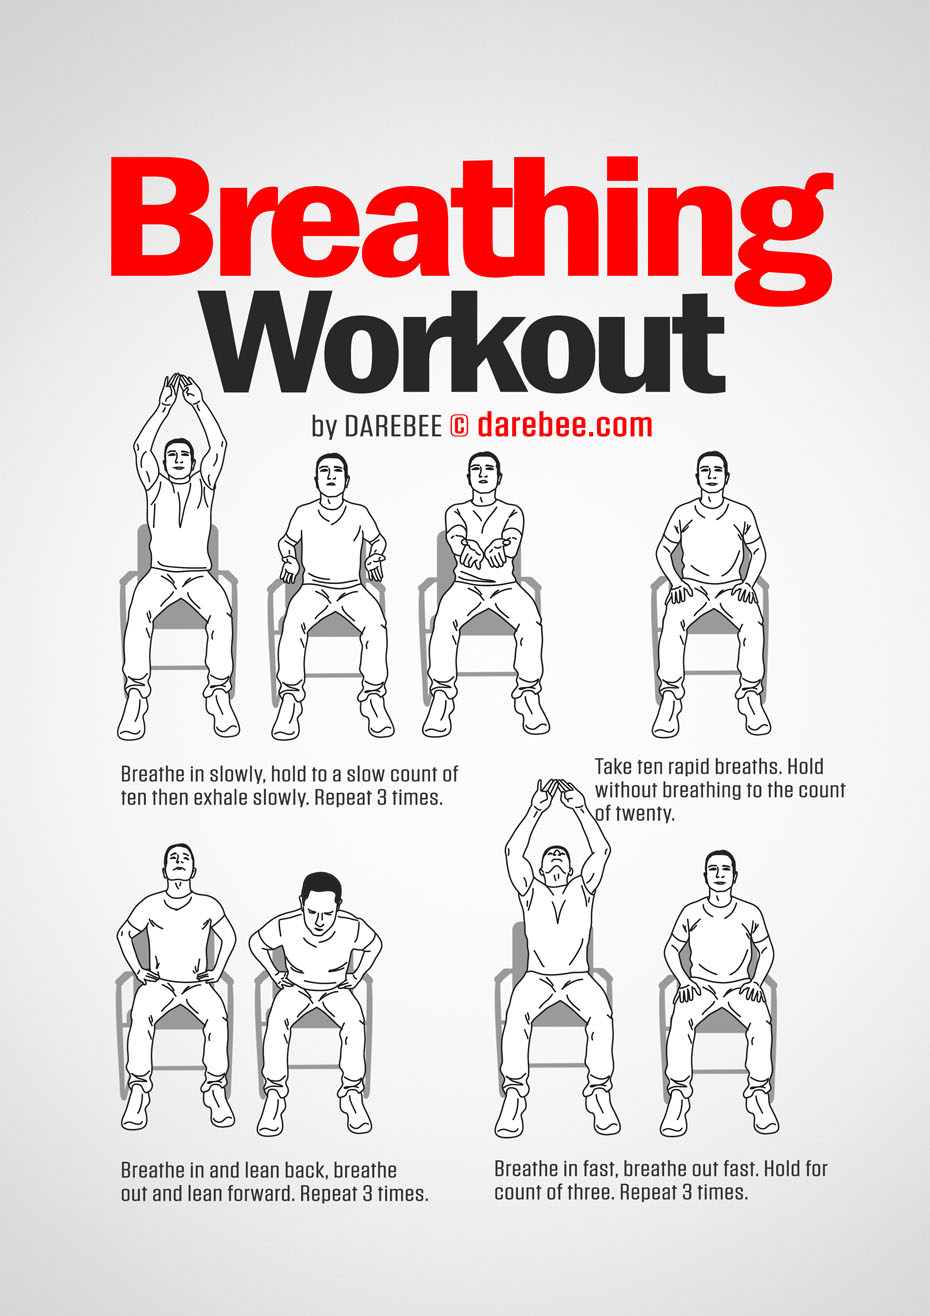 Breathing
Workout
by DAREBEE © darebee.com
Breathe in slowly, hold to a slow count of
ten then exhale slowly. Repeat 3 times.
Take ten rapid breaths. Hold
without breathing to the count
of twenty.
Breathe in and lean back, breathe
out and lean forward. Repeat 3 times.
Breathe in fast, breathe out fast. Hold for
count of three. Repeat 3 times.